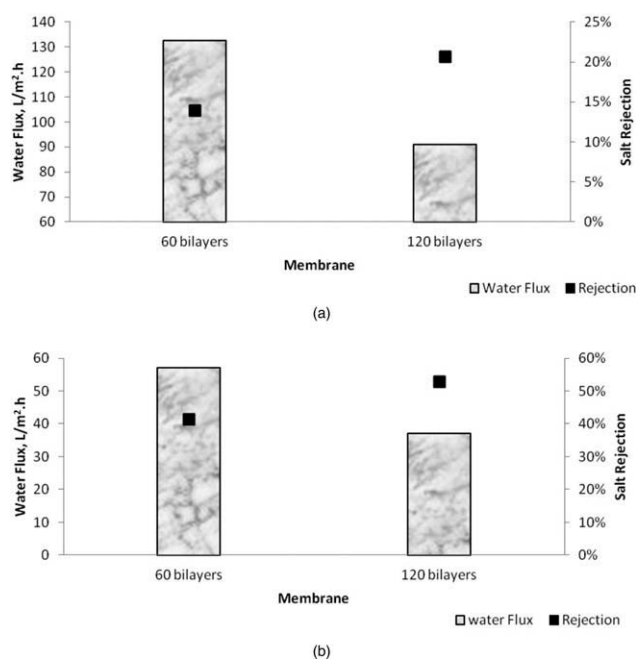 140
130
120
110
100
90
80
70
60
Water Flux, L/m².h
25%
20%
15%
10%
5%
0%
Salt Rejection
60 bilayers
120 bilayers
Membrane
Water Flux
Rejection
(a)
60
50
40
30
20
10
0
Water Flux, L/m².h
60%
50%
40%
30%
20%
10%
0%
Salt Rejection
60 bilayers
120 bilayers
Membrane
water Flux
Rejection
(b)